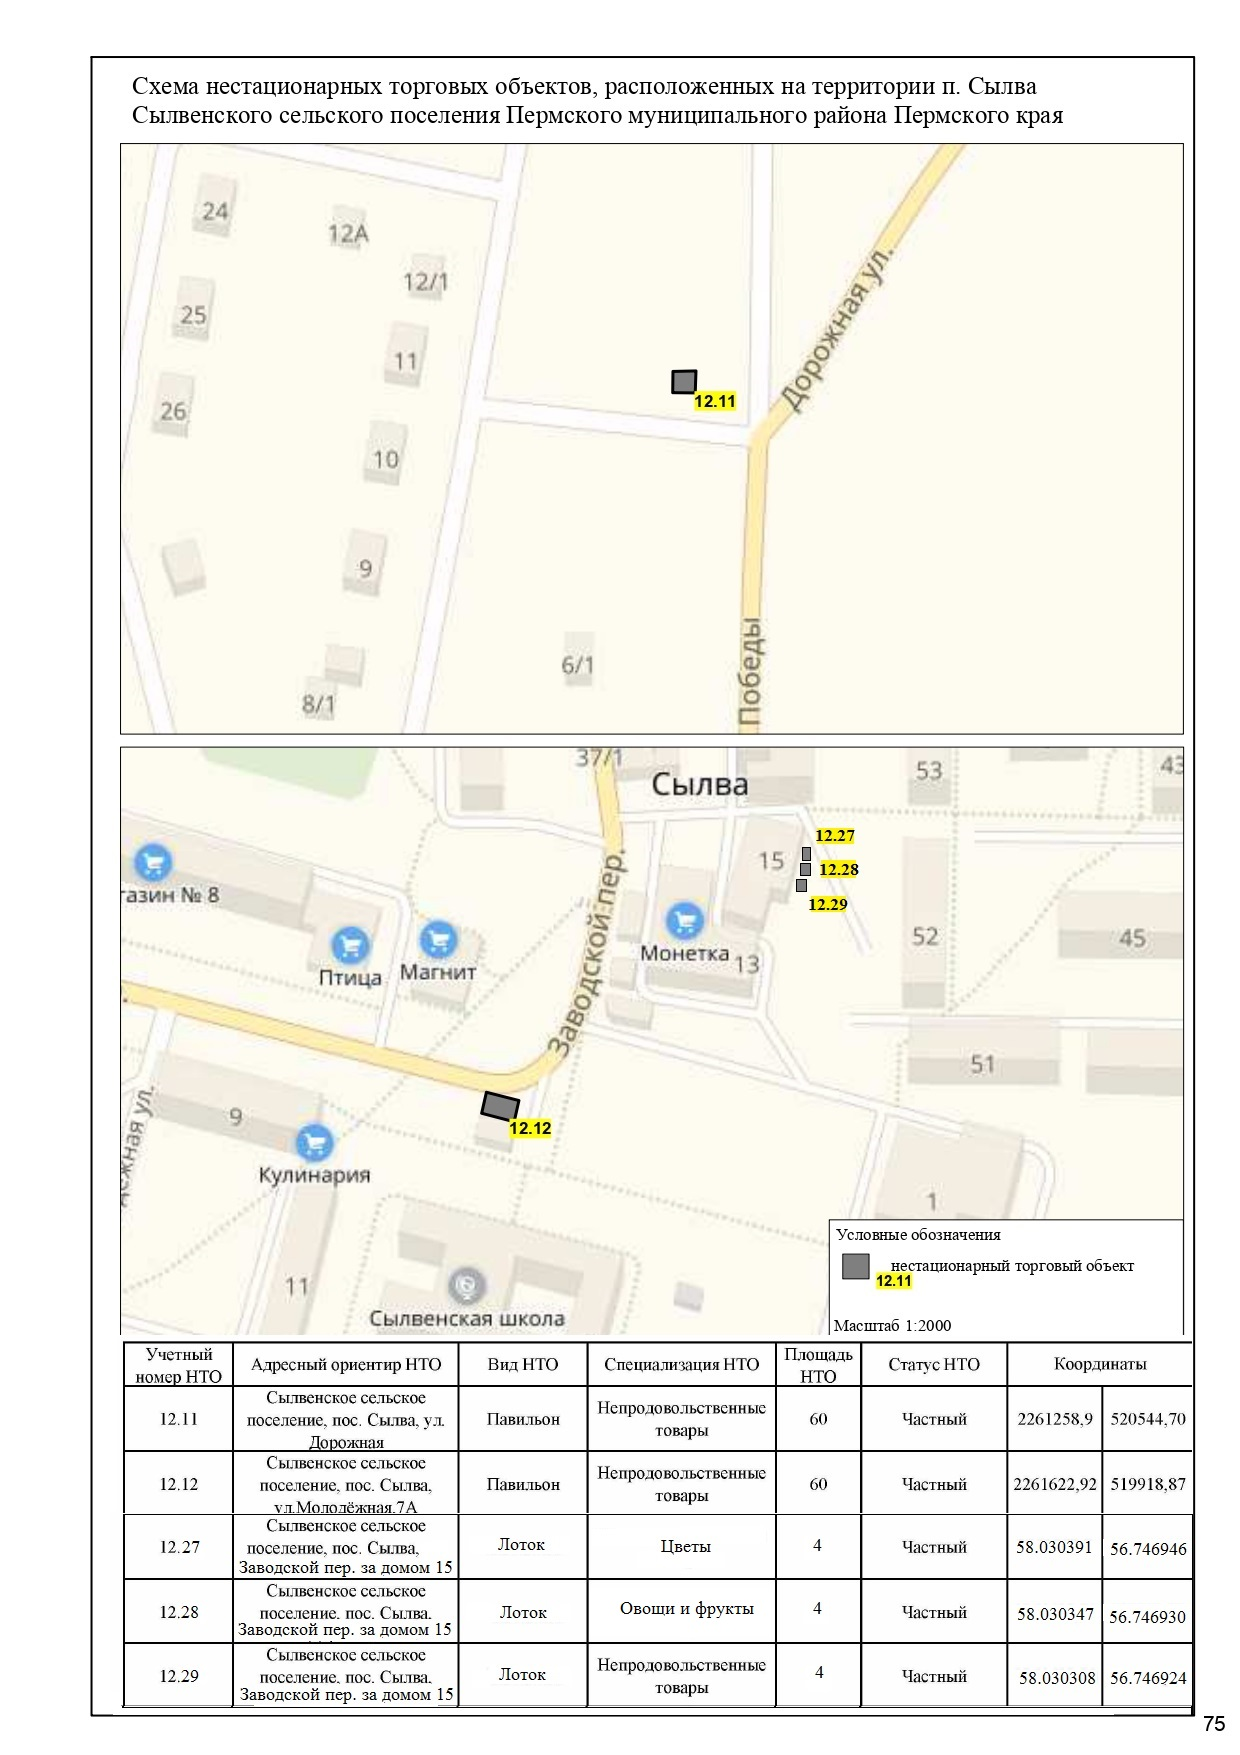 Схема нестационарных торговых объектов, расположенных на территории п. Сылва
Сылвенского сельского поселения Пермского муниципального района Пермского края
24
12А
12/1
25
11
26
10
9
6/1
8/1
12.11
Дорожная ул.
Победы
37/1
Сылва
53
43
12.27
15
12.28
12.29
газин № 8
Птица
Магнит
Заводской пер.
Монетка
13
52
45
51
9
12.12
Кулинария
дёжная ул.
1
11
Сылвенская школа
Условные обозначения
нестационарный торговый объект
12.11
Масштаб 1:2000
Учетный номер НТО Адресный ориентир НТО Вид НТО Специализация НТО Площадь НТО Статус НТО Координаты
12.11 Сылвенское сельское поселение, пос. Сылва, ул. Дорожная Павильон Непродовольственные товары 60 Частный 2261258,9 520544,70
12.12 Сылвенское сельское поселение, пос. Сылва, ул.Молодёжная,7А Павильон Непродовольственные товары 60 Частный 2261622,92 519918,87
12.27 Сылвенское сельское поселение, пос. Сылва, Заводской пер. за домом 15 Лоток Цветы 4 Частный 58.030391 56.746946
12.28 Сылвенское сельское поселение, пос. Сылва, Заводской пер. за домом 15 Лоток Овощи и фрукты 4 Частный 58.030347 56.746930
12.29 Сылвенское сельское поселение, пос. Сылва, Заводской пер. за домом 15 Лоток Непродовольственные товары 4 Частный 58.030308 56.746924
75